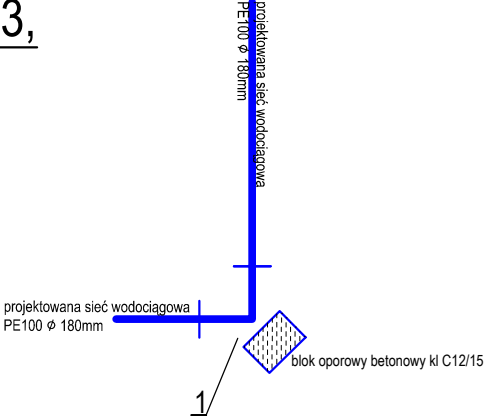 3,
projektowana sieć wodociągowa
PE100 ϕ 180mm
projektowana sieć wodociągowa
PE100 ϕ 180mm
blok oporowy betonowy kl C12/15
1